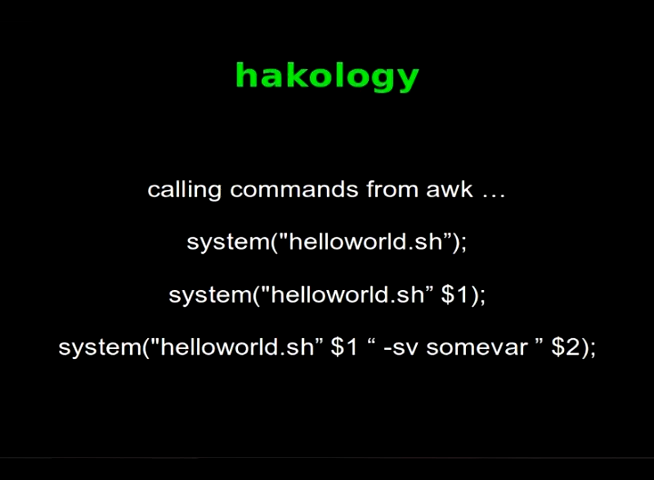 hakology
calling commands from awk …
system("helloworld.sh”);
system("helloworld.sh” $1);
system("helloworld.sh” $1 “ -sv somevar ” $2);